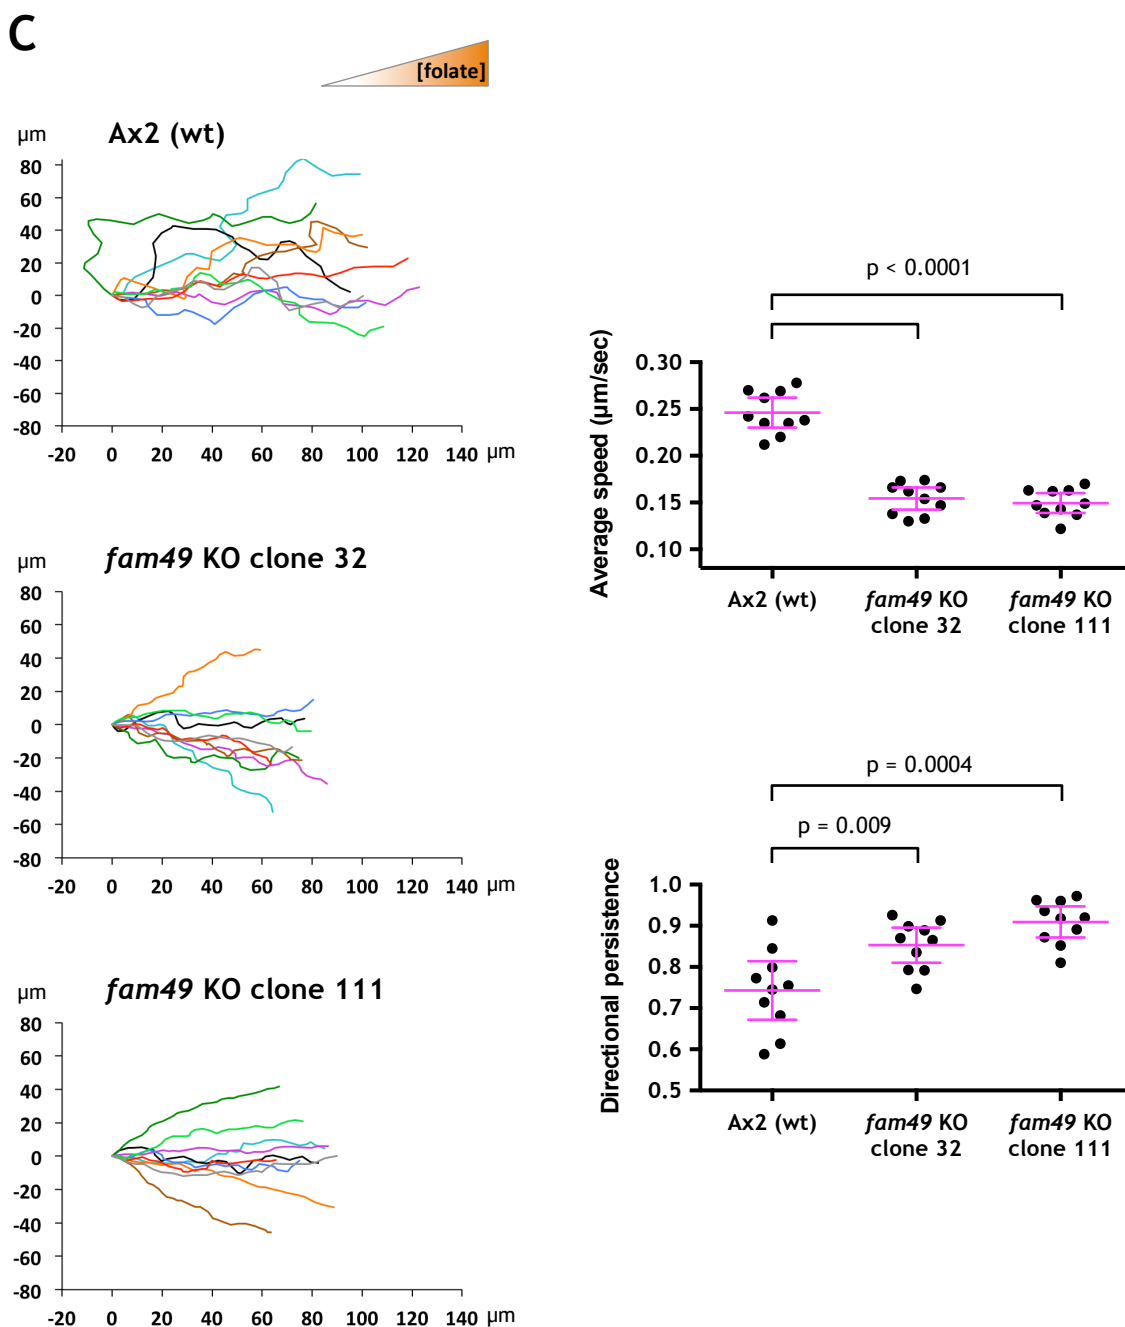 C
[folate]
µm
Ax2 (wt)
80
60
40
20
0
-20
-40
-60
-80
-20 0 20 40 60 80 100 120 140 µm
µm
fam49 KO clone 32
80
60
40
20
0
-20
-40
-60
-80
-20 0 20 40 60 80 100 120 140 µm
µm
fam49 KO clone 111
80
60
40
20
0
-20
-40
-60
-80
-20 0 20 40 60 80 100 120 140 µm
p < 0.0001
Average speed (µm/sec)
0.30
0.25
0.20
0.15
0.10
Ax2 (wt) fam49 KO fam49 KO
clone 32 clone 111
p = 0.0004
p = 0.009
Directional persistence
1.0
0.9
0.8
0.7
0.6
0.5
Ax2 (wt) fam49 KO fam49 KO
clone 32 clone 111